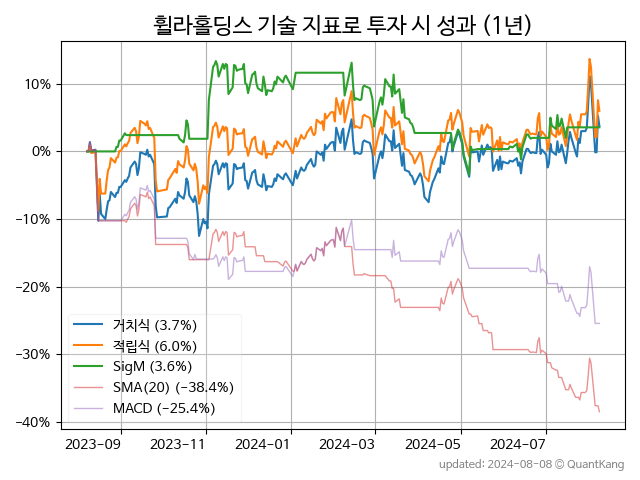 휠라홀딩스 기술 지표로 투자 시 성과 (1년)
10%
0%
−10%
−20%
−30%
−40%
거치식 (3.7%)
적립식 (6.0%)
SigM (3.6%)
SMA(20) (−38.4%)
MACD (−25.4%)
2023-09 2023-11 2024-01 2024-03 2024-05 2024-07
updated: 2024-08-08 © QuantKang